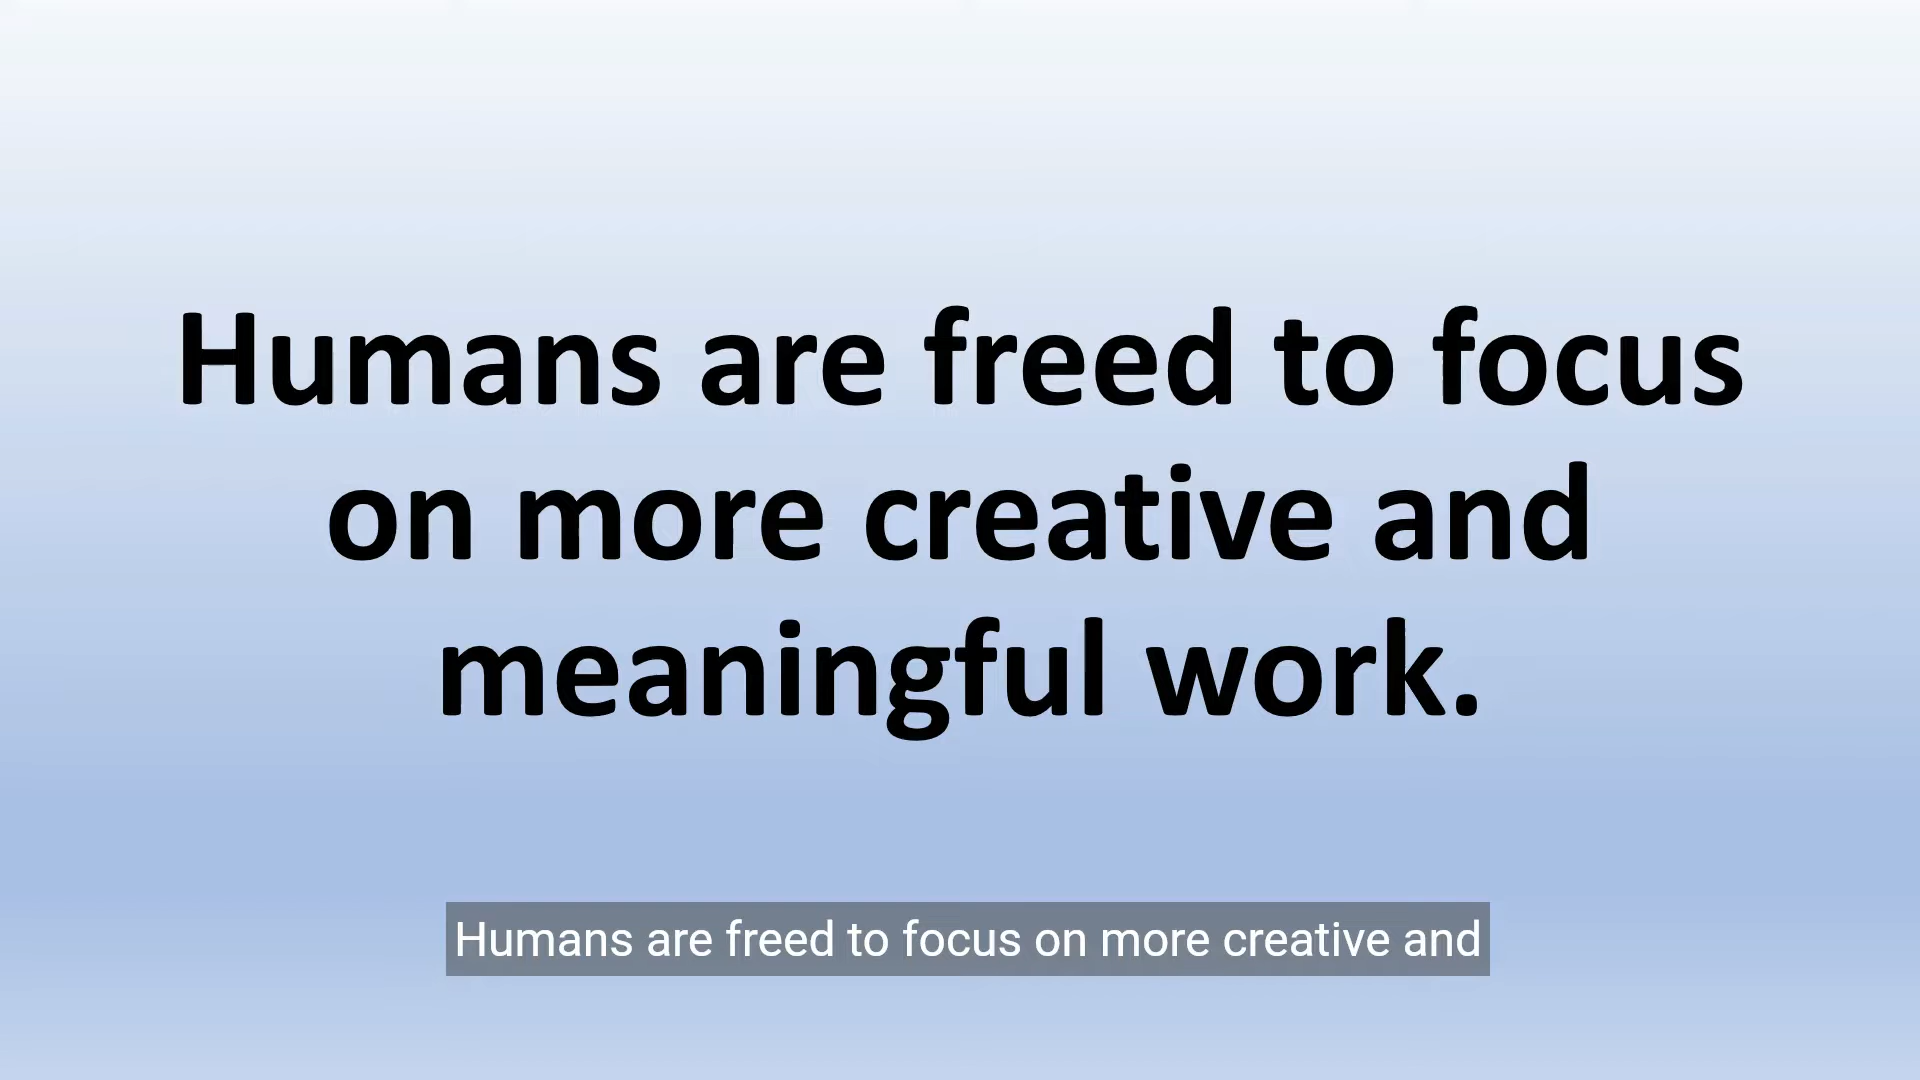 Humans are freed to focus
on more creative and
meaningful work.
Humans are freed to focus on more creative and